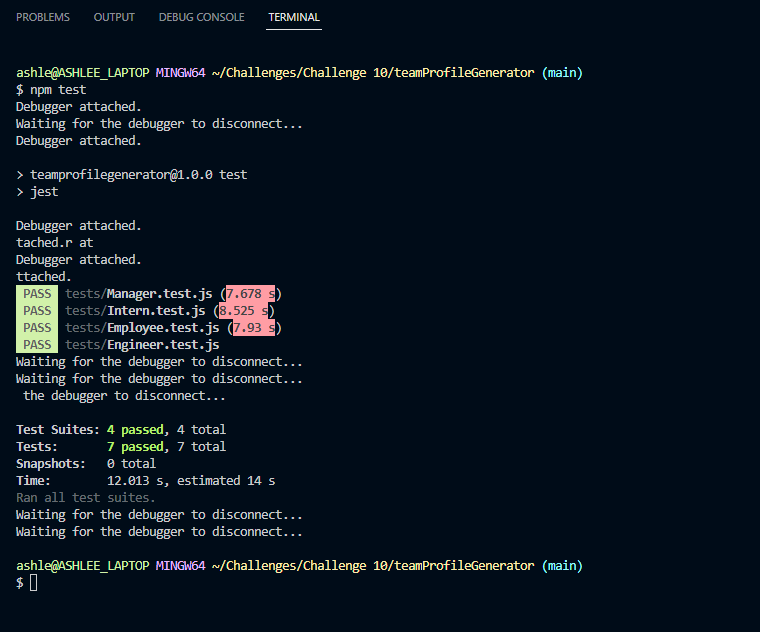 PROBLEMS OUTPUT DEBUG CONSOLE TERMINAL
ashle@ASHLEE_LAPTOP MINGW64 ~/Challenges/Challenge 10/teamProfileGenerator (main)
$ npm test
Debugger attached.
Waiting for the debugger to disconnect...
Debugger attached.
> teamprofilegenerator@1.0.0 test
> jest
Debugger attached.
tached.r at
Debugger attached.
ttached.
PASS tests/Manager.test.js (7.678 s)
PASS tests/Intern.test.js (8.525 s)
PASS tests/Employee.test.js (7.93 s)
PASS tests/Engineer.test.js
Waiting for the debugger to disconnect...
Waiting for the debugger to disconnect...
the debugger to disconnect...
Test Suites: 4 passed, 4 total
Tests: 7 passed, 7 total
Snapshots: 0 total
Time: 12.013 s, estimated 14 s
Ran all test suites.
Waiting for the debugger to disconnect...
Waiting for the debugger to disconnect...
ashle@ASHLEE_LAPTOP MINGW64 ~/Challenges/Challenge 10/teamProfileGenerator (main)
$